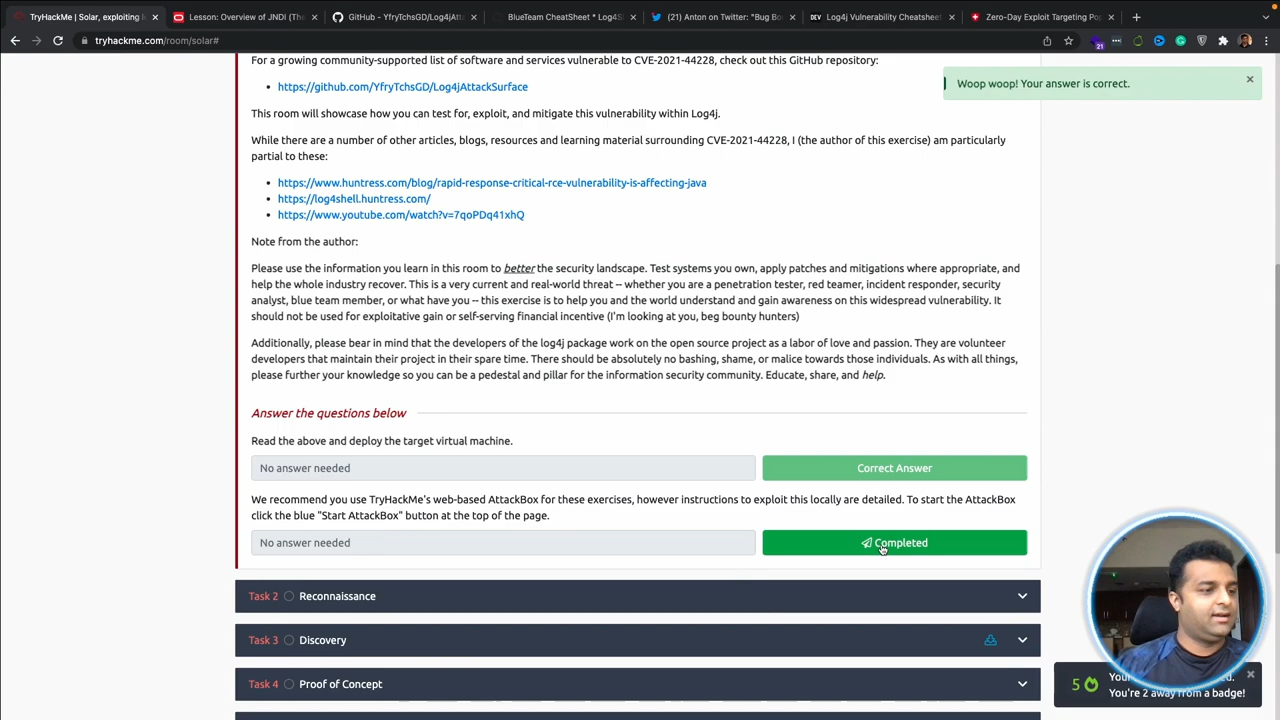 TryHackMe | Solar, exploiting l
Lesson: Overview of JNDI (The
GitHub - YfryTchsGD/Log4jAtta
BlueTeam CheatSheet * Log4S
(21) Anton on Twitter: "Bug Bo
DEV
Log4j Vulnerability Cheatsheet
Zero-Day Exploit Targeting Po
tryhackme.com/room/solar#
21
For a growing community-supported list of software and services vulnerable to CVE-2021-44228, check out this GitHub repository:
Woop woop! Your answer is correct.
https://github.com/YfryTchsGD/Log4jAttackSurface
This room will showcase how you can test for, exploit, and mitigate this vulnerability within Log4j.
While there are a number of other articles, blogs, resources and learning material surrounding CVE-2021-44228, I (the author of this exercise) am particularly
partial to these:
https://www.huntress.com/blog/rapid-response-critical-rce-vulnerability-is-affecting-java
https://log4shell.huntress.com/
https://www.youtube.com/watch?v=7qoPDq41xhQ
Note from the author:
Please use the information you learn in this room to better the security landscape. Test systems you own, apply patches and mitigations where appropriate, and
help the whole industry recover. This is a very current and real-world threat -- whether you are a penetration tester, red teamer, incident responder, security
analyst, blue team member, or what have you -- this exercise is to help you and the world understand and gain awareness on this widespread vulnerability. It
should not be used for exploitative gain or self-serving financial incentive (I'm looking at you, beg bounty hunters)
Additionally, please bear in mind that the developers of the log4j package work on the open source project as a labor of love and passion. They are volunteer
developers that maintain their project in their spare time. There should be absolutely no bashing, shame, or malice towards those individuals. As with all things,
please further your knowledge so you can be a pedestal and pillar for the information security community. Educate, share, and help.
Answer the questions below
Read the above and deploy the target virtual machine.
No answer needed
Correct Answer
We recommend you use TryHackMe's web-based AttackBox for these exercises, however instructions to exploit this locally are detailed. To start the AttackBox
click the blue "Start AttackBox" button at the top of the page.
No answer needed
Completed
Task 2 Reconnaissance
Task 3 Discovery
Task 4 Proof of Concept
5
You're 2 away from a badge!